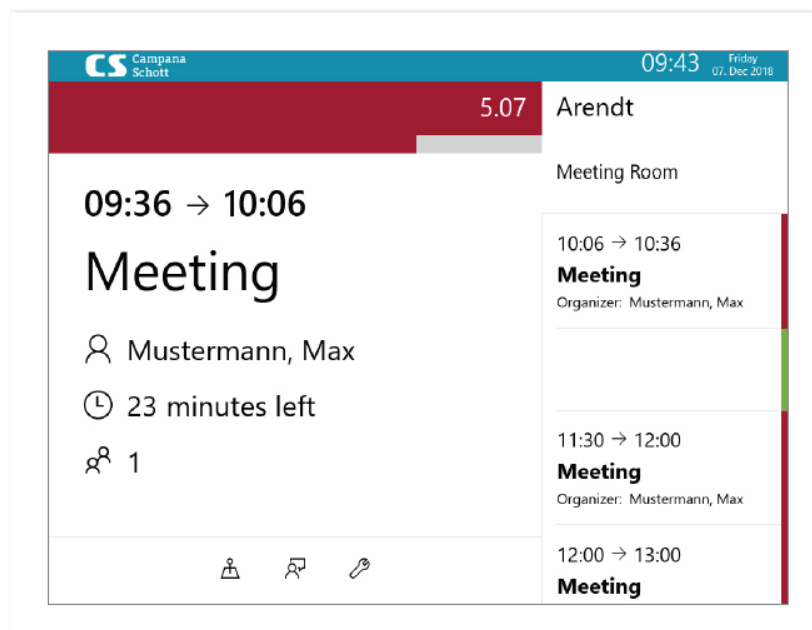 CS Campana
Schott
09:43
Friday
07. Dec 2018
5.07
09:36 → 10:06
Meeting
Mustermann, Max
23 minutes left
1
Arendt
Meeting Room
10:06 → 10:36
Meeting
Organizer: Mustermann, Max
11:30 → 12:00
Meeting
Organizer: Mustermann, Max
12:00 → 13:00
Meeting